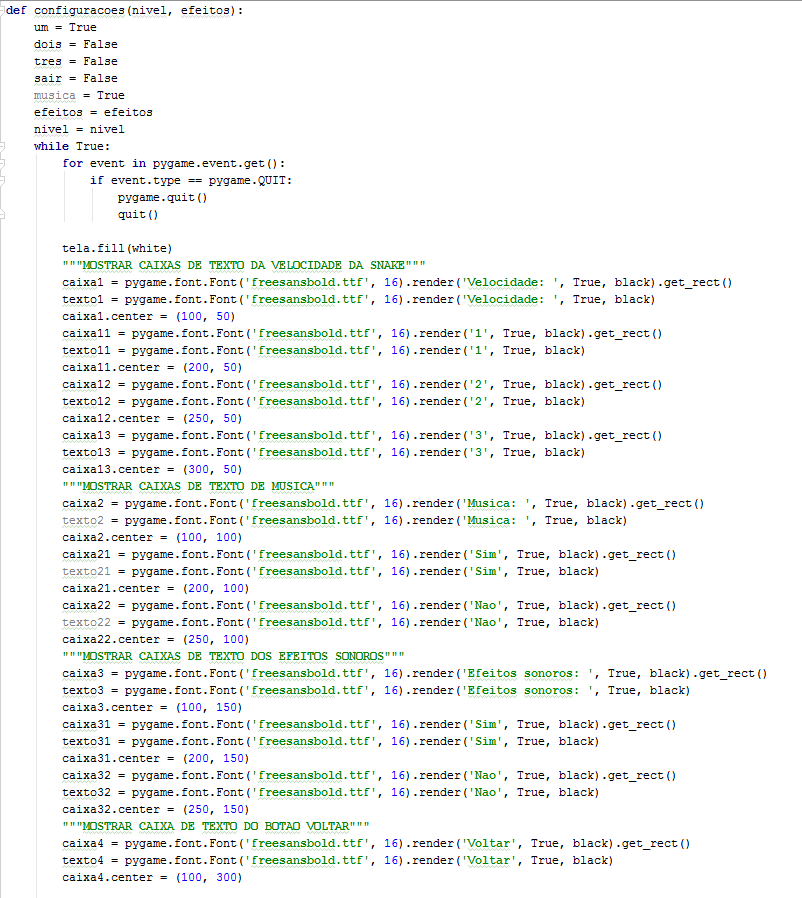 def configuracoes(nivel, efeitos):
    um = True
    dois = False
    tres = False
    sair = False
    musica = True
    efeitos = efeitos
    nivel = nivel
    while True:
        for event in pygame.event.get():
            if event.type == pygame.QUIT:
                pygame.quit()
                quit()

        tela.fill(white)
        """MOSTRAR CAIXAS DE TEXTO DA VELOCIDADE DA SNAKE"""
        caixa1 = pygame.font.Font('freesansbold.ttf', 16).render('Velocidade: ', True, black).get_rect()
        texto1 = pygame.font.Font('freesansbold.ttf', 16).render('Velocidade: ', True, black)
        caixa1.center = (100, 50)
        caixa11 = pygame.font.Font('freesansbold.ttf', 16).render('1', True, black).get_rect()
        texto11 = pygame.font.Font('freesansbold.ttf', 16).render('1', True, black)
        caixa11.center = (200, 50)
        caixa12 = pygame.font.Font('freesansbold.ttf', 16).render('2', True, black).get_rect()
        texto12 = pygame.font.Font('freesansbold.ttf', 16).render('2', True, black)
        caixa12.center = (250, 50)
        caixa13 = pygame.font.Font('freesansbold.ttf', 16).render('3', True, black).get_rect()
        texto13 = pygame.font.Font('freesansbold.ttf', 16).render('3', True, black)
        caixa13.center = (300, 50)
        """MOSTRAR CAIXAS DE TEXTO DE MUSICA"""
        caixa2 = pygame.font.Font('freesansbold.ttf', 16).render('Musica: ', True, black).get_rect()
        texto2 = pygame.font.Font('freesansbold.ttf', 16).render('Musica: ', True, black)
        caixa2.center = (100, 100)
        caixa21 = pygame.font.Font('freesansbold.ttf', 16).render('Sim', True, black).get_rect()
        texto21 = pygame.font.Font('freesansbold.ttf', 16).render('Sim', True, black)
        caixa21.center = (200, 100)
        caixa22 = pygame.font.Font('freesansbold.ttf', 16).render('Nao', True, black).get_rect()
        texto22 = pygame.font.Font('freesansbold.ttf', 16).render('Nao', True, black)
        caixa22.center = (250, 100)
        """MOSTRAR CAIXAS DE TEXTO DOS EFEITOS SONOROS"""
        caixa3 = pygame.font.Font('freesansbold.ttf', 16).render('Efeitos sonoros: ', True, black).get_rect()
        texto3 = pygame.font.Font('freesansbold.ttf', 16).render('Efeitos sonoros: ', True, black)
        caixa3.center = (100, 150)
        caixa31 = pygame.font.Font('freesansbold.ttf', 16).render('Sim', True, black).get_rect()
        texto31 = pygame.font.Font('freesansbold.ttf', 16).render('Sim', True, black)
        caixa31.center = (200, 150)
        caixa32 = pygame.font.Font('freesansbold.ttf', 16).render('Nao', True, black).get_rect()
        texto32 = pygame.font.Font('freesansbold.ttf', 16).render('Nao', True, black)
        caixa32.center = (250, 150)
        """MOSTRAR CAIXA DE TEXTO DO BOTAO VOLTAR"""
        caixa4 = pygame.font.Font('freesansbold.ttf', 16).render('Voltar', True, black).get_rect()
        texto4 = pygame.font.Font('freesansbold.ttf', 16).render('Voltar', True, black)
        caixa4.center = (100, 300)